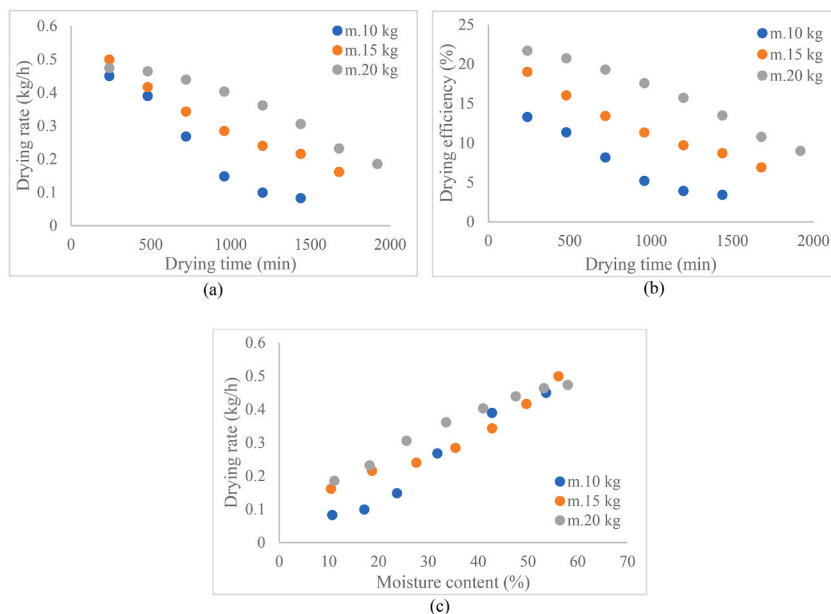 0.6
0.5
0.4
0.3
0.2
0.1
0
Drying rate (kg/h)
m.10 kg
m.15 kg
m.20 kg
0 500 1000 1500 2000
Drying time (min)
(a)
25
20
15
10
5
0
Drying efficiency (%)
m.10 kg
m.15 kg
m.20 kg
0 500 1000 1500 2000
Drying time (min)
(b)
0.6
0.5
0.4
0.3
0.2
0.1
0
Drying rate (kg/h)
m.10 kg
m.15 kg
m.20 kg
0 10 20 30 40 50 60 70
Moisture content (%)
(c)